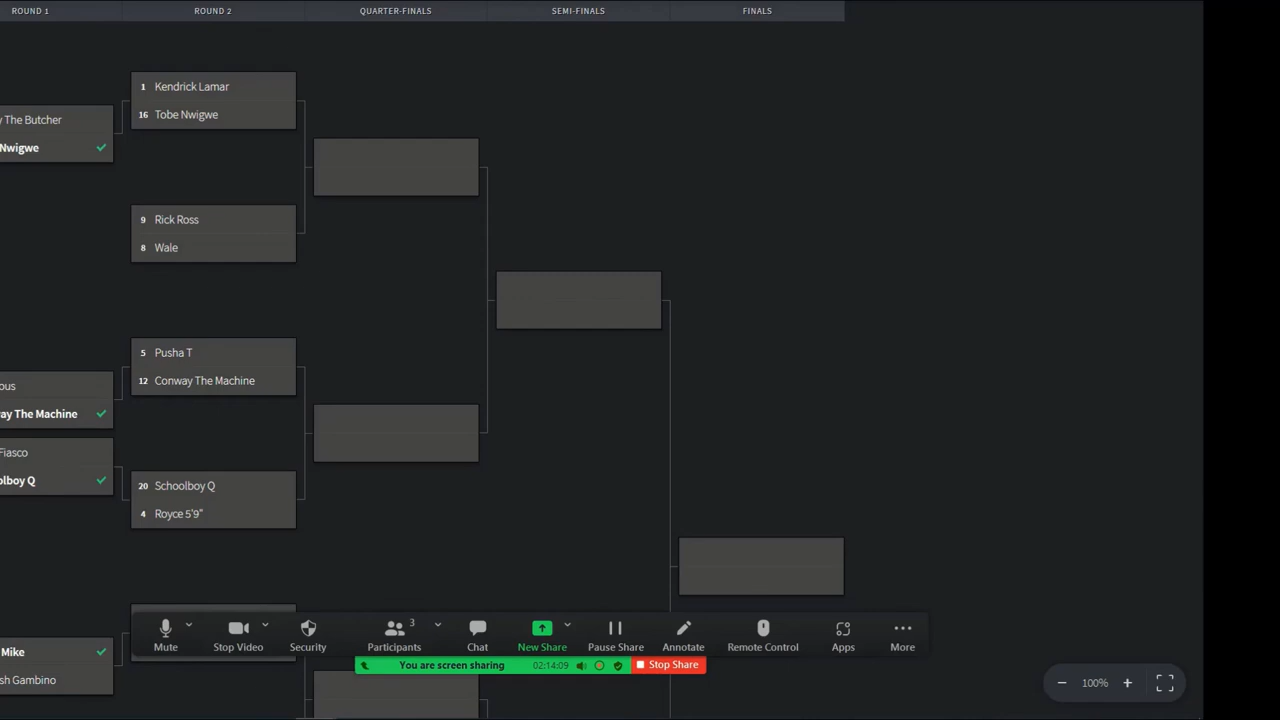 ROUND 1 ROUND 2 QUARTER-FINALS SEMI-FINALS FINALS
1 Kendrick Lamar
16 Tobe Nwigwe
The Butcher
Nwigwe
9 Rick Ross
8 Wale
5 Pusha T
12 Conway The Machine
ous
ay The Machine
Fiasco
olboy Q
20 Schoolboy Q
4 Royce 5'9"
Mike
sh Gambino
3
Mute
Stop Video
Security
Participants
Chat
New Share
Pause Share
Annotate
Remote Control
Apps
More
You are screen sharing 02:14:09 Stop Share
100%